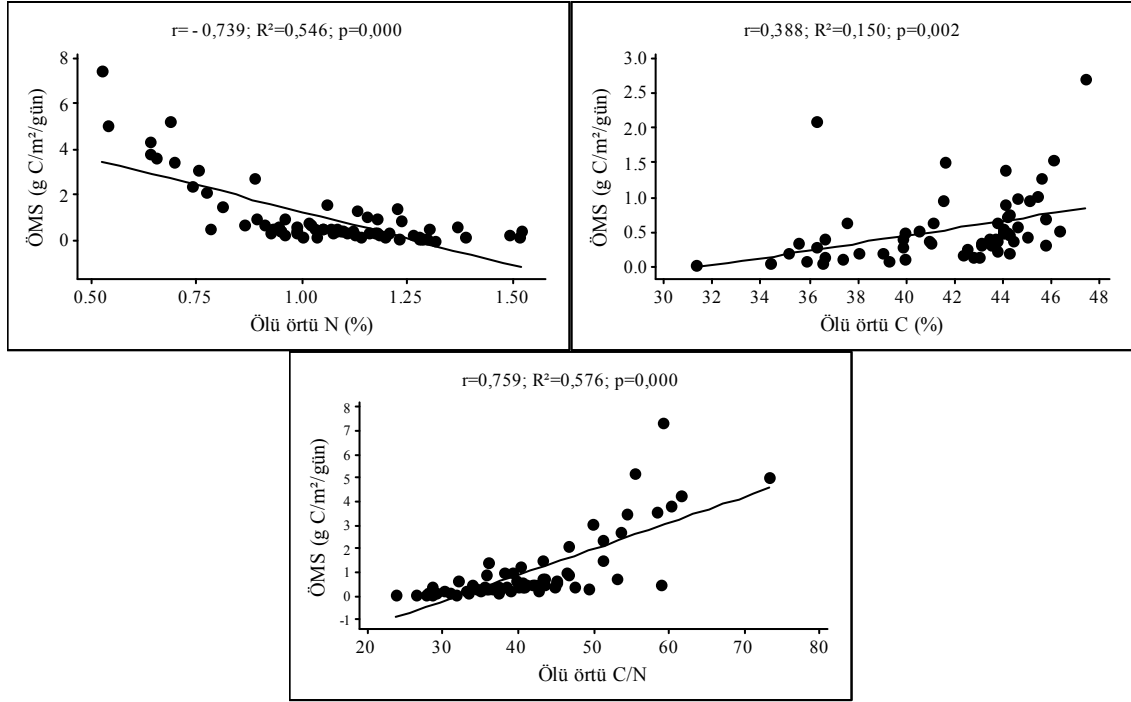 r= - 0,739; R²=0,546; p=0,000
ÖMS (g C/m²/gün)
8
6
4
2
0
0.50 0.75 1.00 1.25 1.50
Ölü örtü N (%)
r=0,388; R²=0,150; p=0,002
ÖMS (g C/m²/gün)
3.0
2.5
2.0
1.5
1.0
0.5
0.0
30 32 34 36 38 40 42 44 46 48
Ölü örtü C (%)
r=0,759; R²=0,576; p=0,000
ÖMS (g C/m²/gün)
8
7
6
5
4
3
2
1
0
-1
20 30 40 50 60 70 80
Ölü örtü C/N